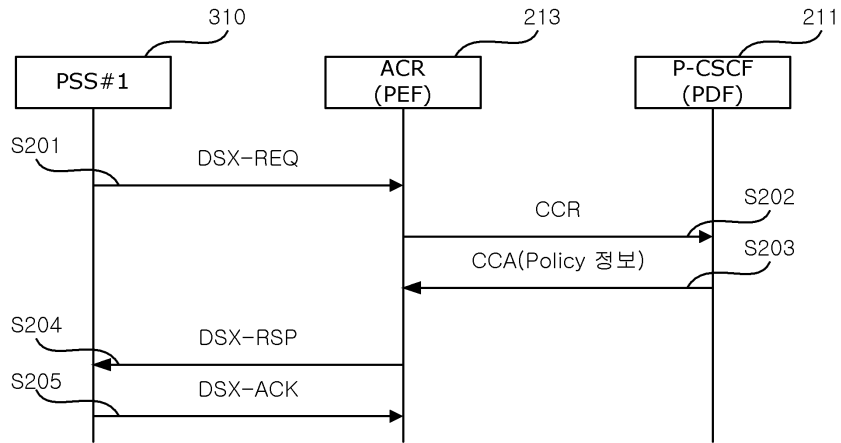 310
213
211
PSS#1
ACR
(PEF)
P-CSCF
(PDF)
S201
DSX-REQ
CCR
S202
CCA(Policy 정보)
S203
S204
DSX-RSP
S205
DSX-ACK